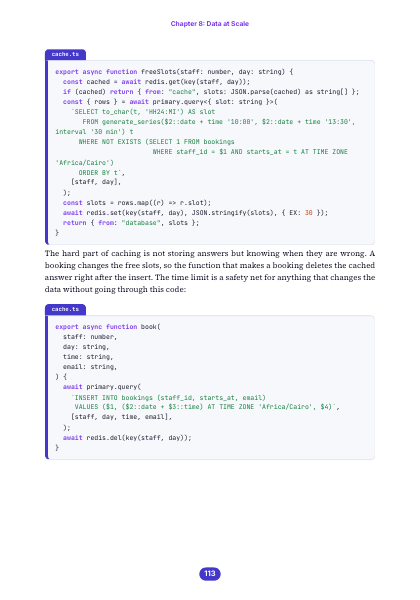 Chapter 8: Data at Scale
cache.ts
export async function freeSlots(staff: number, day: string) {
  const cached = await redis.get(key(staff, day));
  if (cached) return { from: "cache", slots: JSON.parse(cached) as string[] };
  const { rows } = await primary.query<{ slot: string }>(
    `SELECT to_char(t, 'HH24:MI') AS slot
       FROM generate_series($2::date + time '10:00', $2::date + time '13:30',
interval '30 min') t
      WHERE NOT EXISTS (SELECT 1 FROM bookings
                         WHERE staff_id = $1 AND starts_at = t AT TIME ZONE
'Africa/Cairo')
      ORDER BY t`,
    [staff, day],
  );
  const slots = rows.map((r) => r.slot);
  await redis.set(key(staff, day), JSON.stringify(slots), { EX: 30 });
  return { from: "database", slots };
}
The hard part of caching is not storing answers but knowing when they are wrong. A
booking changes the free slots, so the function that makes a booking deletes the cached
answer right after the insert. The time limit is a safety net for anything that changes the
data without going through this code:
cache.ts
export async function book(
  staff: number,
  day: string,
  time: string,
  email: string,
) {
  await primary.query(
    `INSERT INTO bookings (staff_id, starts_at, email)
     VALUES ($1, ($2::date + $3::time) AT TIME ZONE 'Africa/Cairo', $4)`,
    [staff, day, time, email],
  );
  await redis.del(key(staff, day));
}
113